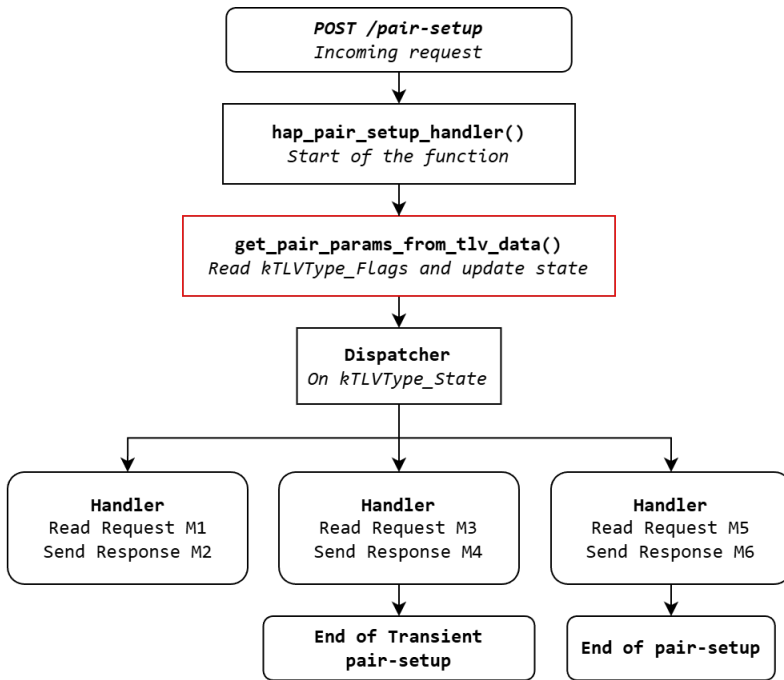 POST /pair-setup
Incoming request
hap_pair_setup_handler()
Start of the function
get_pair_params_from_tlv_data()
Read kTLVType_Flags and update state
Dispatcher
On kTLVType_State
Handler
Read Request M1
Send Response M2
Handler
Read Request M3
Send Response M4
Handler
Read Request M5
Send Response M6
End of Transient
pair-setup
End of pair-setup